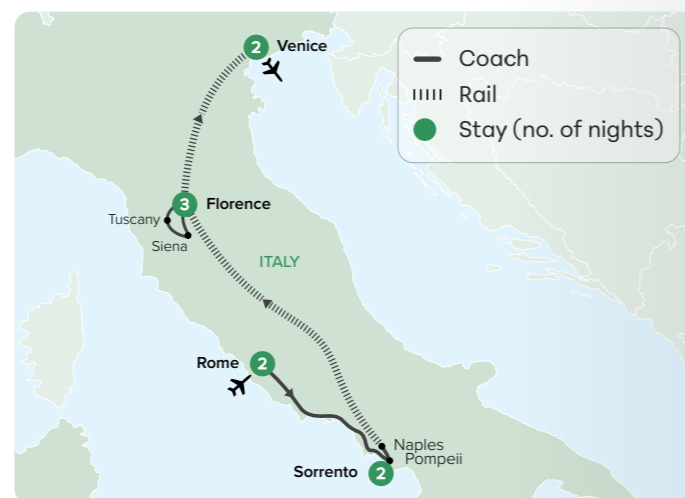 2 Venice
Coach
Rail
Stay (no. of nights)
3 Florence
Tuscany
Siena
ITALY
Rome 2
Naples
Pompeii
Sorrento 2